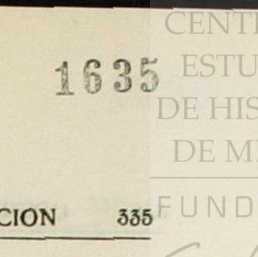 1635
CENT
ESTU
DE HIS
DE M
FUND
CION 335